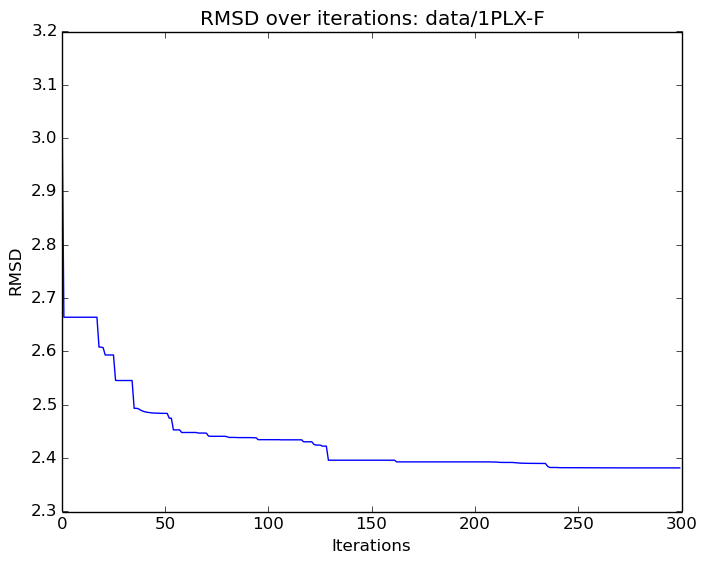 RMSD over iterations: data/1PLX-F
3.2
3.1
3.0
2.9
2.8
2.7
2.6
2.5
2.4
2.3
RMSD
0 50 100 150 200 250 300
Iterations